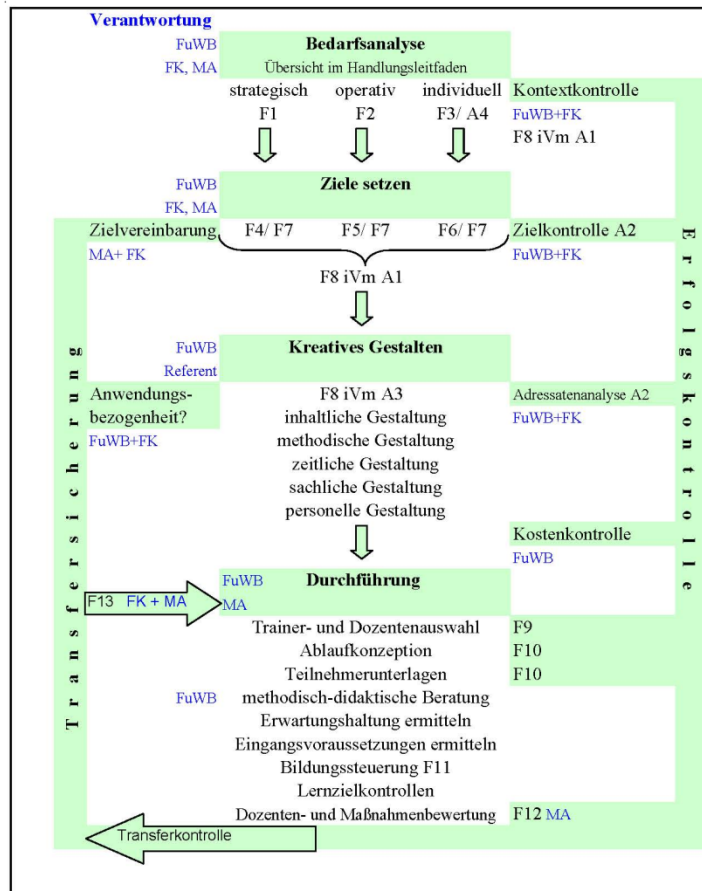 Verantwortung
FuWB Bedarfsanalyse
FK, MA Übersicht im Handlungsleitfaden
strategisch operativ individuell Kontextkontrolle
F1 F2 F3/ A4 FuWB+FK
F8 iVm A1
FuWB Ziele setzen
FK, MA
Zielvereinbarung F4/ F7 F5/ F7 F6/ F7 Zielkontrolle A2
MA+ FK FuWB+FK
F8 iVm A1
FuWB Kreatives Gestalten
Referent
Anwendungs- F8 iVm A3 Adressatenanalyse A2
bezogenheit? inhaltliche Gestaltung FuWB+FK
FuWB+FK methodische Gestaltung
zeitliche Gestaltung
sachliche Gestaltung
personelle Gestaltung
Kostenkontrolle
FuWB
FuWB Durchführung
F13 FK + MA MA
Trainer- und Dozentenauswahl F9
Ablaufkonzeption F10
Teilnehmerunterlagen F10
FuWB methodisch-didaktische Beratung
Erwartungshaltung ermitteln
Eingangsvoraussetzungen ermitteln
Bildungssteuerung F11
Lernzielkontrollen
Dozenten- und Maßnahmenbewertung F12 MA
Transferkontrolle
Transfersicherung
Erfolgskontrolle